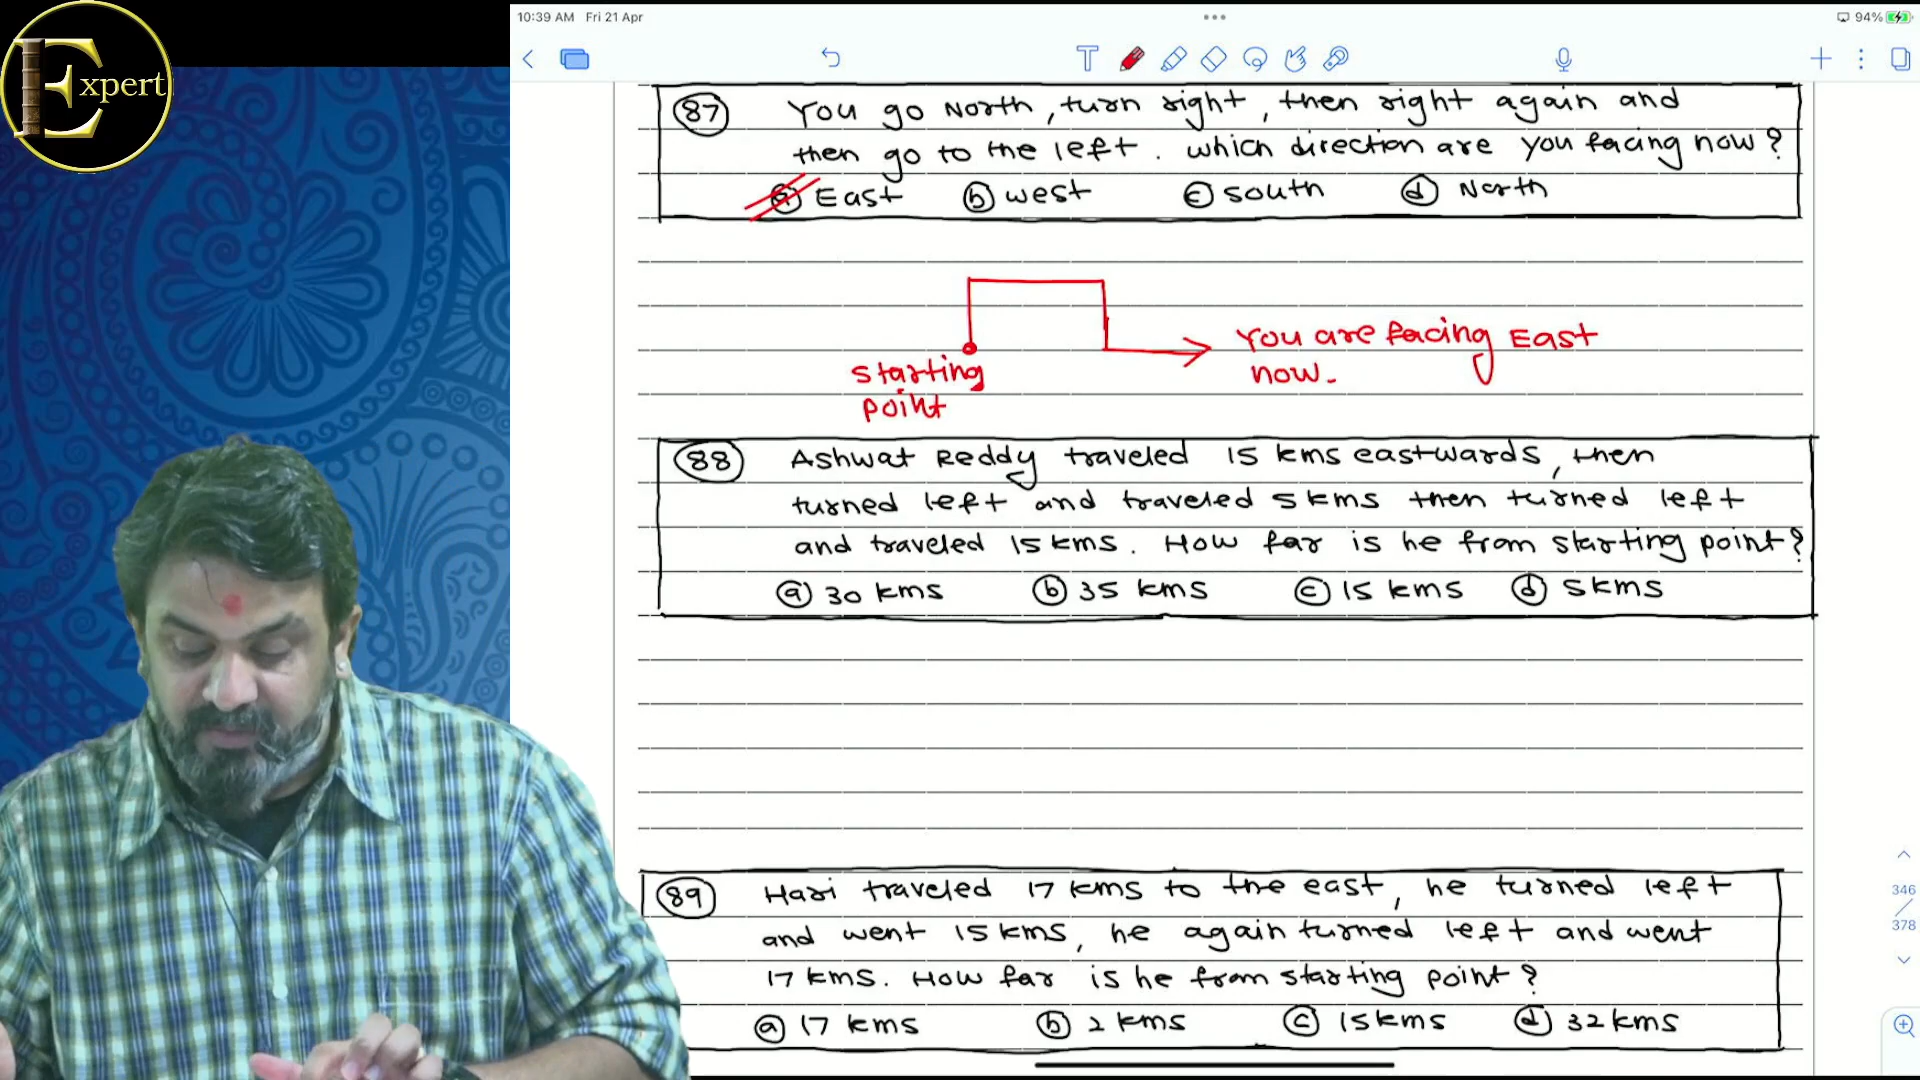 Expert
10:39 AM Fri 21 Apr
94%
87 You go North, turn right, then right again and
then go to the left. which direction are you facing now?
a East b west c south d North
starting
point
You are facing East
now.
88 Ashwat Reddy traveled 15 kms eastwards, then
turned left and traveled 5 kms then turned left
and traveled 15 kms. How far is he from starting point?
a 30 kms b 35 kms c 15 kms d 5 kms
89 Hari traveled 17 kms to the east, he turned left
and went 15 kms, he again turned left and went
17 kms. How far is he from starting point?
a 17 kms b 2 kms c 15 kms d 32 kms
346
/
378